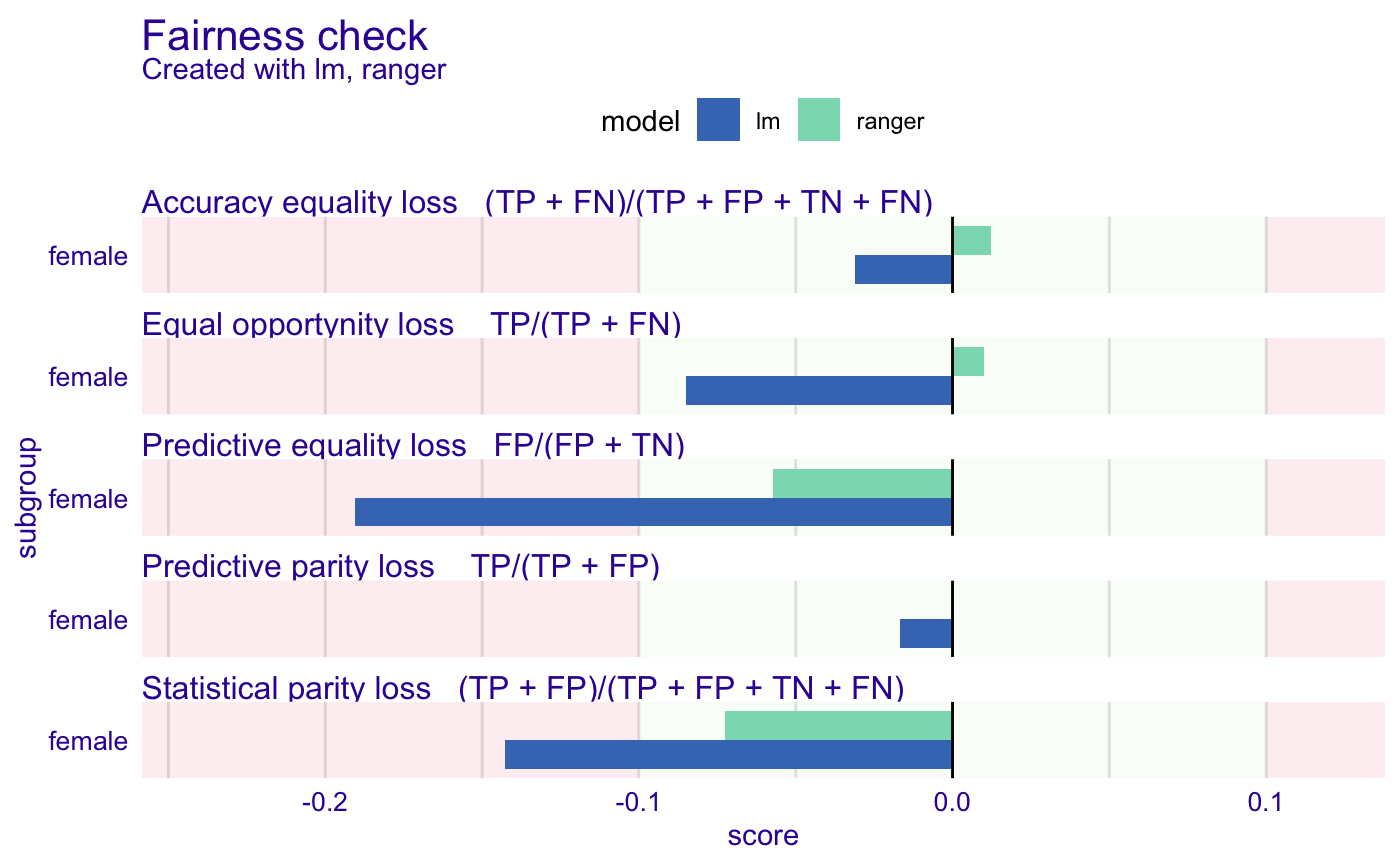 Fairness check
Created with lm, ranger
model lm ranger
Accuracy equality loss (TP + FN)/(TP + FP + TN + FN)
female
Equal opportynity loss TP/(TP + FN)
female
Predictive equality loss FP/(FP + TN)
female
Predictive parity loss TP/(TP + FP)
female
Statistical parity loss (TP + FP)/(TP + FP + TN + FN)
female
subgroup
-0.2 -0.1 0.0 0.1
score